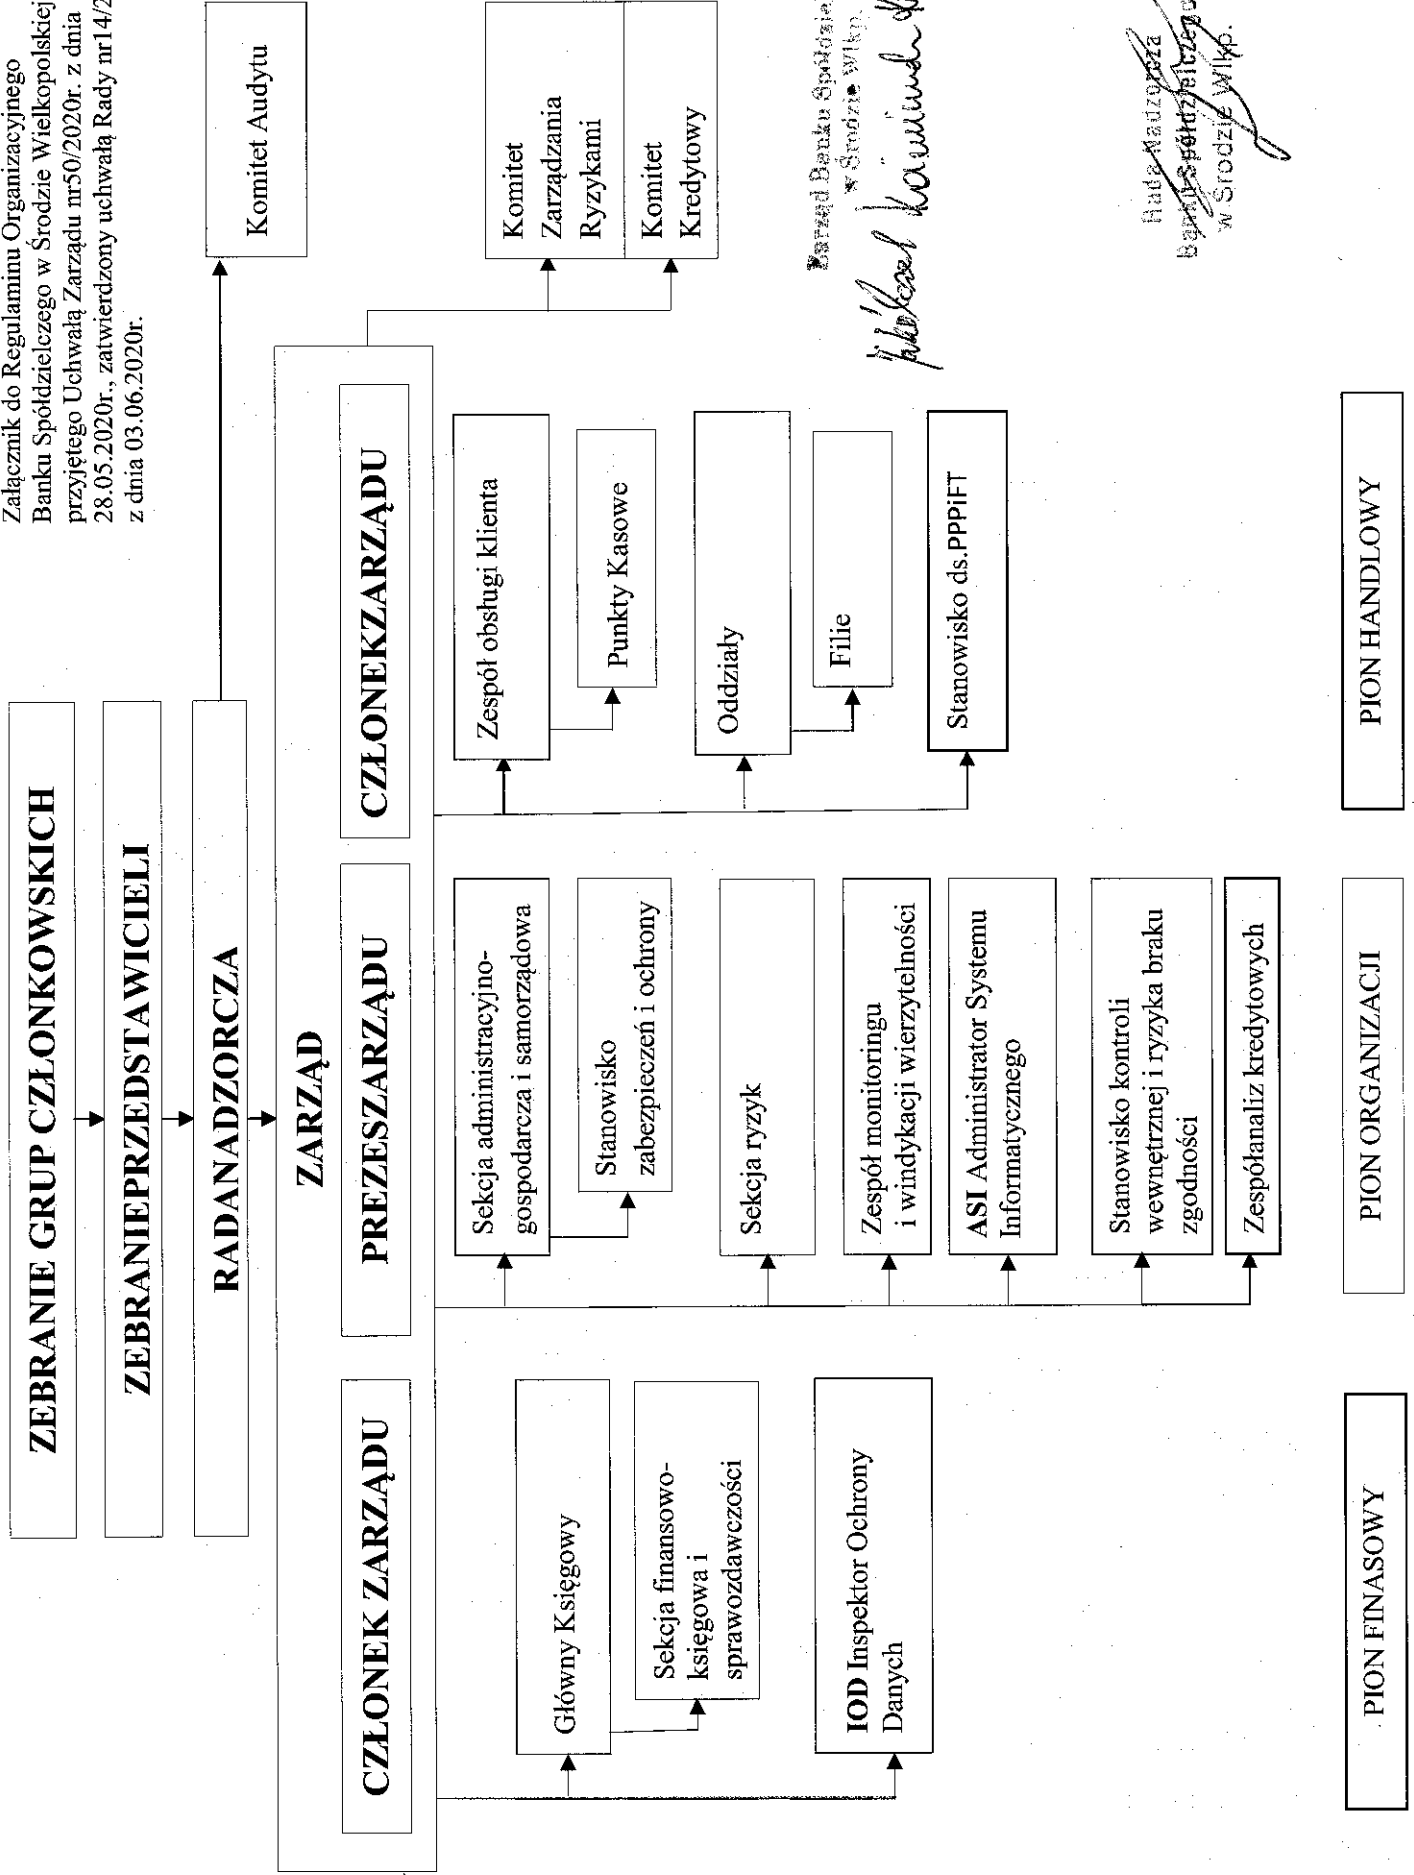 Załącznik do Regulaminu Organizacyjnego
Banku Spółdzielczego w Środzie Wielkopolskiej
przyjętego Uchwałą Zarządu nr50/2020r. z dnia
28.05.2020r., zatwierdzony uchwałą Rady nr14/2
z dnia 03.06.2020r.
ZEBRANIE GRUP CZŁONKOWSKICH
ZEBRANIEPRZEDSTAWICIELI
RADANADZORCZA
Komitet Audytu
ZARZĄD
CZŁONEK ZARZĄDU
PREZESZARZĄDU
CZŁONEKZARZĄDU
Komitet
Zarządzania
Ryzykami
Komitet
Kredytowy
Główny Księgowy
Sekcja finansowo-
księgowa i
sprawozdawczości
IOD Inspektor Ochrony
Danych
Sekcja administracyjno-
gospodarcza i samorządowa
Stanowisko
zabezpieczeń i ochrony
Sekcja ryzyk
Zespół monitoringu
i windykacji wierzytelności
ASI Administrator Systemu
Informatycznego
Stanowisko kontroli
wewnętrznej i ryzyka braku
zgodności
Zespółanaliz kredytowych
Zespół obsługi klienta
Punkty Kasowe
Oddziały
Filie
Stanowisko ds.PPPiFT
Zarząd Banku Spółdziel
w Środzie Wlkp.
Rada Nadzorcza
Banku Spółdzielczego
w Środzie Wlkp.
PION FINASOWY
PION ORGANIZACJI
PION HANDLOWY